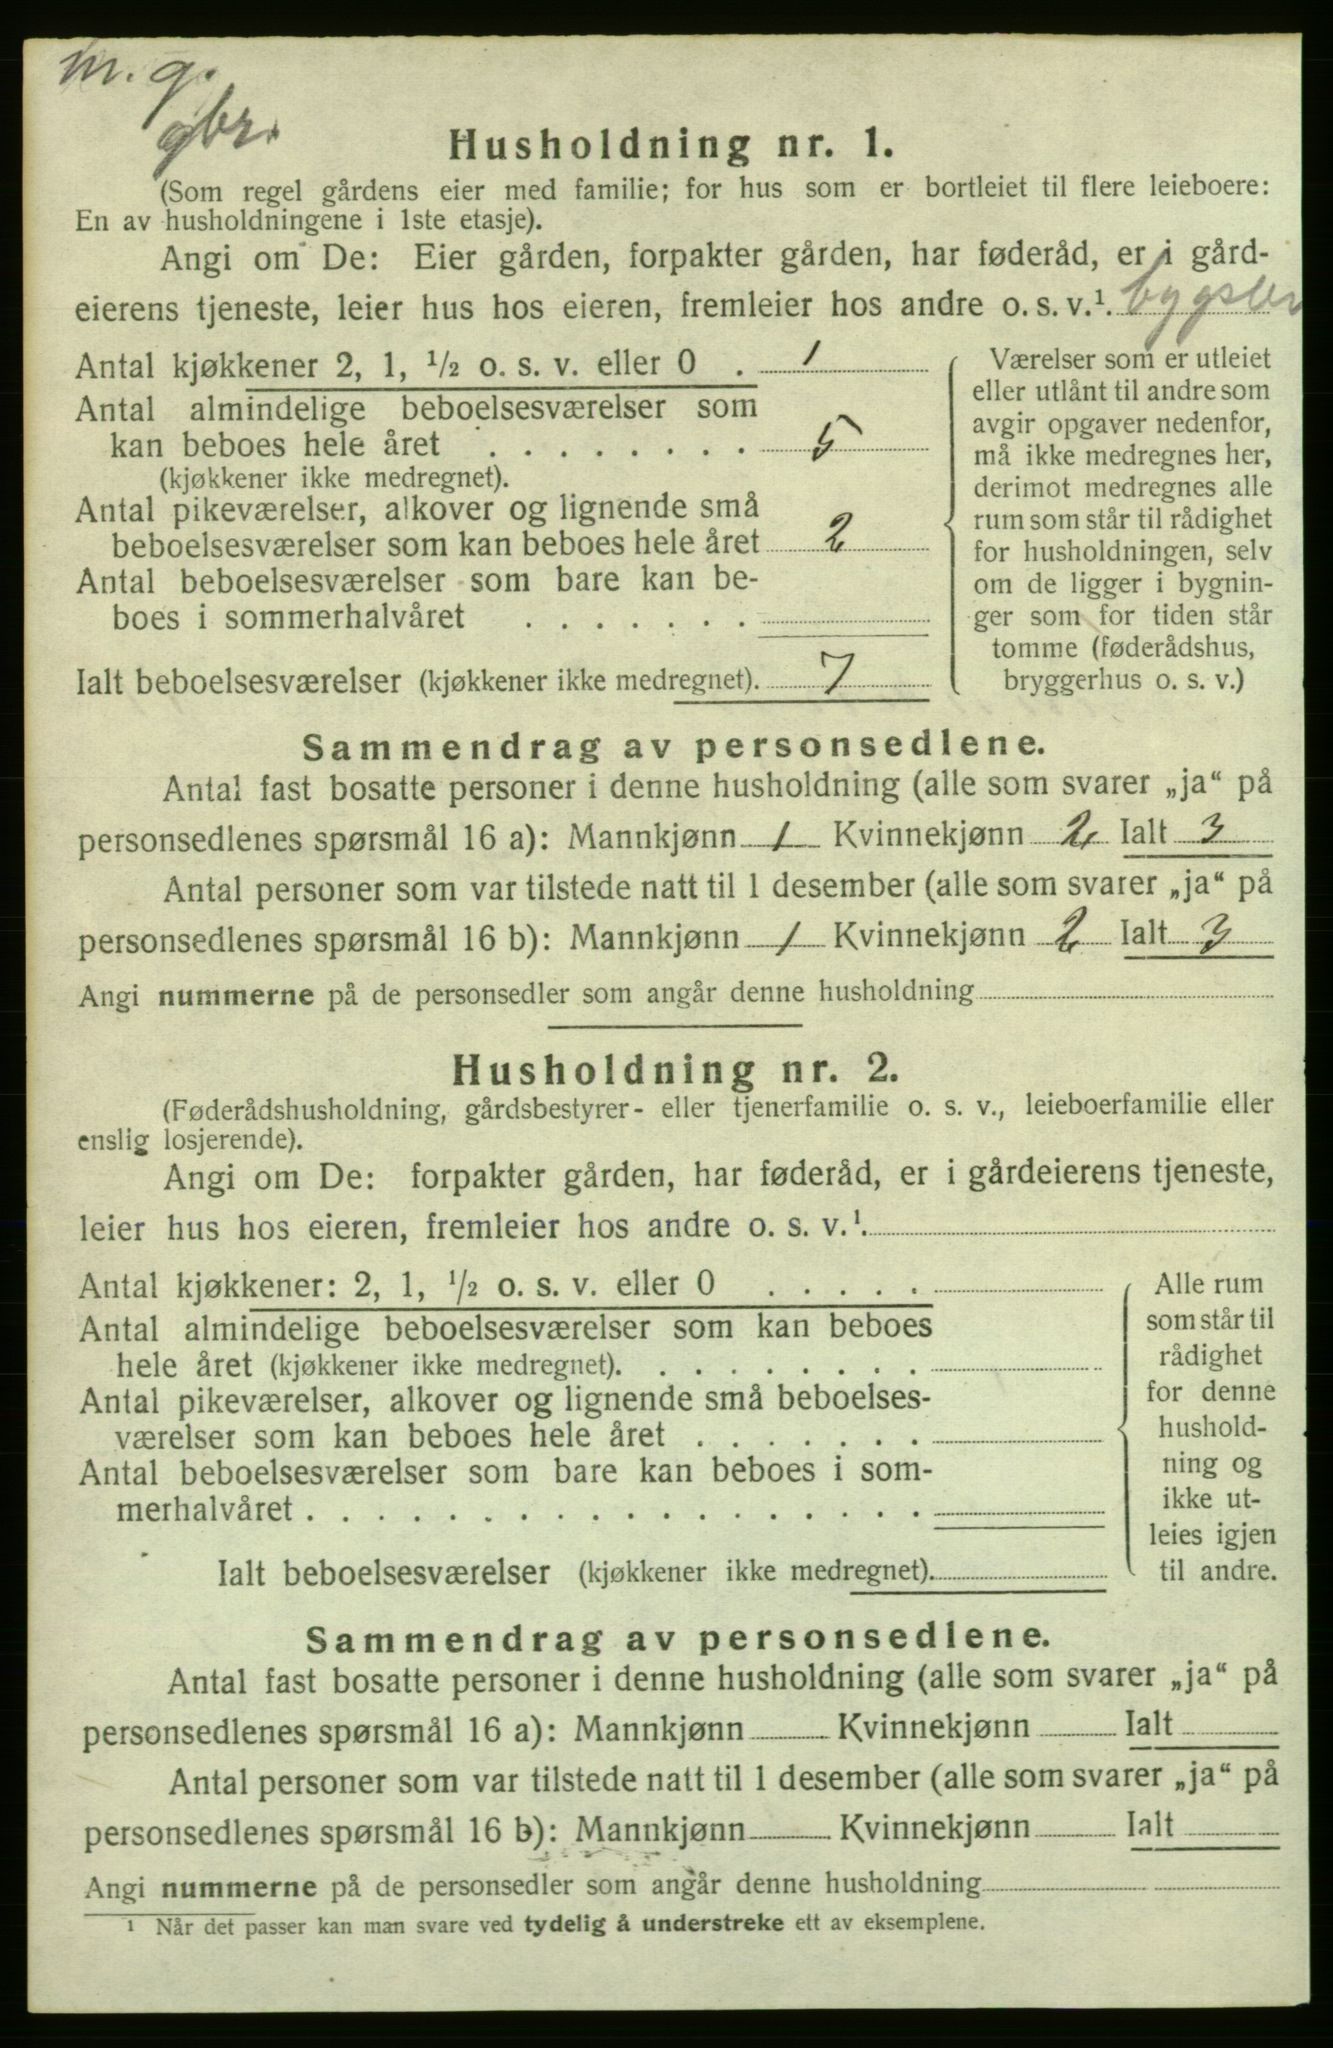 m. g.
gbr.
Husholdning nr. 1.
(Som regel gårdens eier med familie; for hus som er bortleiet til flere leieboere:
En av husholdningene i 1ste etasje).
Angi om De: Eier gården, forpakter gården, har føderåd, er i gård-
eierens tjeneste, leier hus hos eieren, fremleier hos andre o. s. v.¹. bygsler
Antal kjøkkener 2, 1, ½ o. s. v. eller 0 . 1
Antal almindelige beboelsesværelser som
kan beboes hele året . . . . . . . . 5
(kjøkkener ikke medregnet).
Antal pikeværelser, alkover og lignende små
beboelsesværelser som kan beboes hele året 2
Antal beboelsesværelser som bare kan be-
boes i sommerhalvåret . . . . . . .
Ialt beboelsesværelser (kjøkkener ikke medregnet). 7
Værelser som er utleiet
eller utlånt til andre som
avgir opgaver nedenfor,
må ikke medregnes her,
derimot medregnes alle
rum som står til rådighet
for husholdningen, selv
om de ligger i bygnin-
ger som for tiden står
tomme (føderådshus,
bryggerhus o. s. v.)
Sammendrag av personsedlene.
Antal fast bosatte personer i denne husholdning (alle som svarer „ja“ på
personsedlenes spørsmål 16 a): Mannkjønn 1 Kvinnekjønn 2 Ialt 3
Antal personer som var tilstede natt til 1 desember (alle som svarer „ja“ på
personsedlenes spørsmål 16 b): Mannkjønn 1 Kvinnekjønn 2 Ialt 3
Angi nummerne på de personsedler som angår denne husholdning
Husholdning nr. 2.
(Føderådshusholdning, gårdsbestyrer- eller tjenerfamilie o. s. v., leieboerfamilie eller
enslig losjerende).
Angi om De: forpakter gården, har føderåd, er i gårdeierens tjeneste,
leier hus hos eieren, fremleier hos andre o. s. v.¹.
Antal kjøkkener: 2, 1, ½ o. s. v. eller 0 . . . . .
Antal almindelige beboelsesværelser som kan beboes
hele året (kjøkkener ikke medregnet). . . . . . . . .
Antal pikeværelser, alkover og lignende små beboelses-
værelser som kan beboes hele året . . . . . . .
Antal beboelsesværelser som bare kan beboes i som-
merhalvåret . . . . . . . . . . . . . . . . . .
Ialt beboelsesværelser (kjøkkener ikke medregnet).
Alle rum
som står til
rådighet
for denne
hushold-
ning og
ikke ut-
leies igjen
til andre.
Sammendrag av personsedlene.
Antal fast bosatte personer i denne husholdning (alle som svarer „ja“ på
personsedlenes spørsmål 16 a): Mannkjønn Kvinnekjønn Ialt
Antal personer som var tilstede natt til 1 desember (alle som svarer „ja“ på
personsedlenes spørsmål 16 b): Mannkjønn Kvinnekjønn Ialt
Angi nummerne på de personsedler som angår denne husholdning
¹ Når det passer kan man svare ved tydelig å understreke ett av eksemplene.